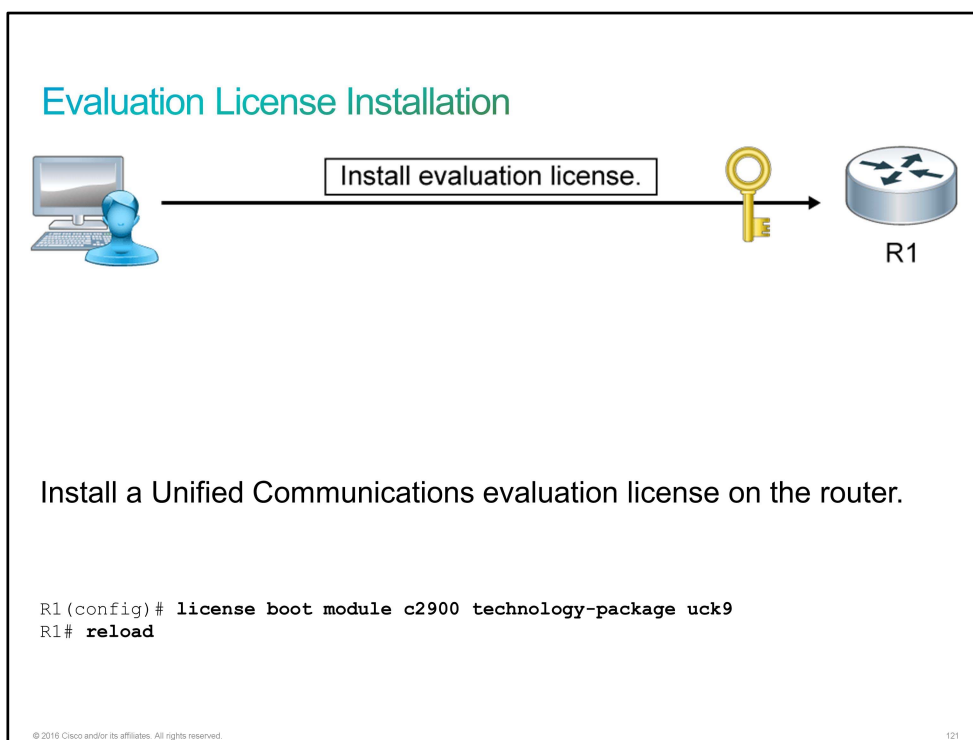 Evaluation License Installation
Install evaluation license.
R1
Install a Unified Communications evaluation license on the router.
R1(config)# license boot module c2900 technology-package uck9
R1# reload
© 2016 Cisco and/or its affiliates. All rights reserved.
121